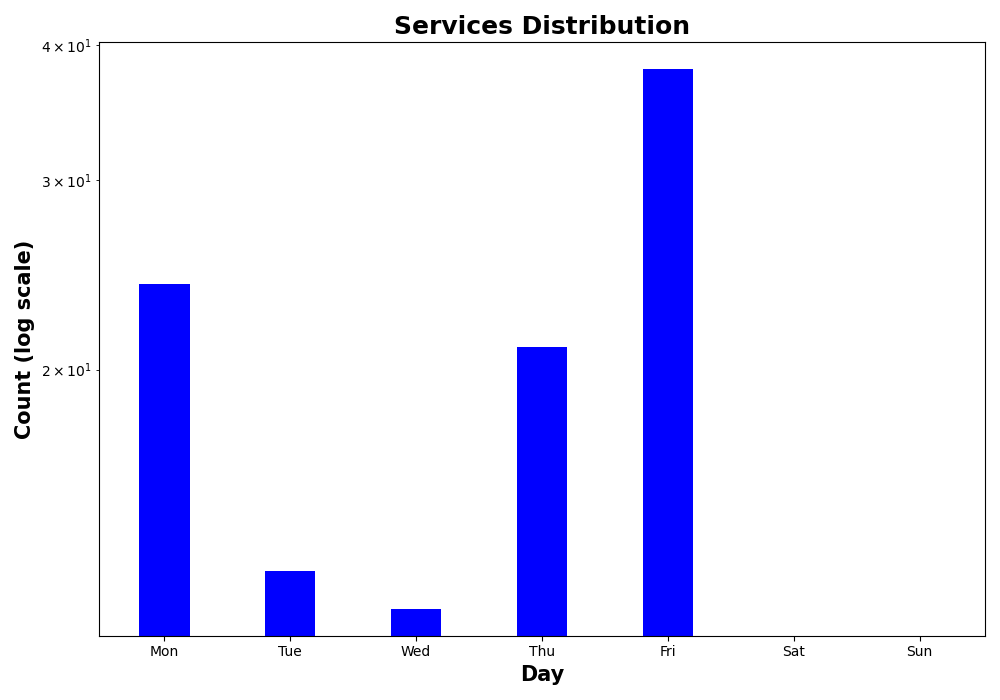 Services Distribution
4 × 10¹
3 × 10¹
2 × 10¹
Count (log scale)
Mon Tue Wed Thu Fri Sat Sun
Day